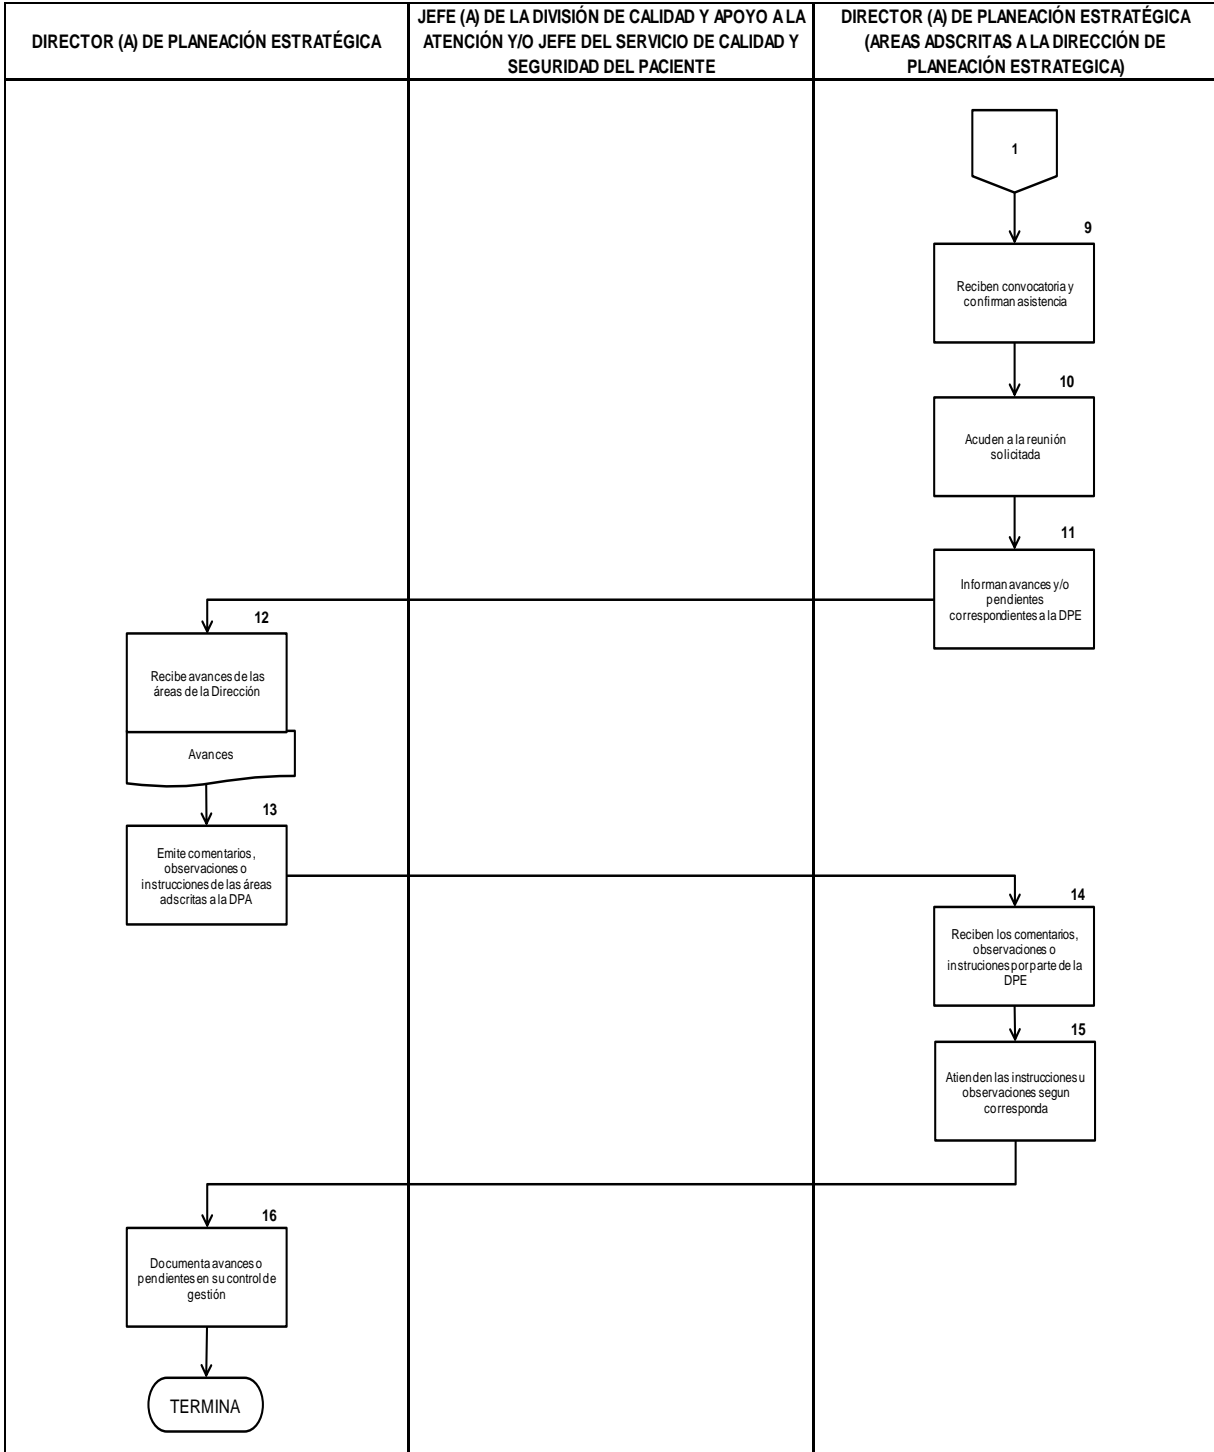 DIRECTOR (A) DE PLANEACIÓN ESTRATÉGICA
JEFE (A) DE LA DIVISIÓN DE CALIDAD Y APOYO A LA
ATENCIÓN Y/O JEFE DEL SERVICIO DE CALIDAD Y
SEGURIDAD DEL PACIENTE
DIRECTOR (A) DE PLANEACIÓN ESTRATÉGICA
(AREAS ADSCRITAS A LA DIRECCIÓN DE
PLANEACIÓN ESTRATEGICA)
1
9
Reciben convocatoria y
confirman asistencia
10
Acuden a la reunión
solicitada
11
Informan avances y/o
pendientes
correspondientes a la DPE
12
Recibe avances de las
áreas de la Dirección
Avances
13
Emite comentarios,
observaciones o
instrucciones de las áreas
adscritas a la DPA
14
Reciben los comentarios,
observaciones o
instruciones por parte de la
DPE
15
Atienden las instrucciones u
observaciones segun
corresponda
16
Documenta avances o
pendientes en su control de
gestión
TERMINA